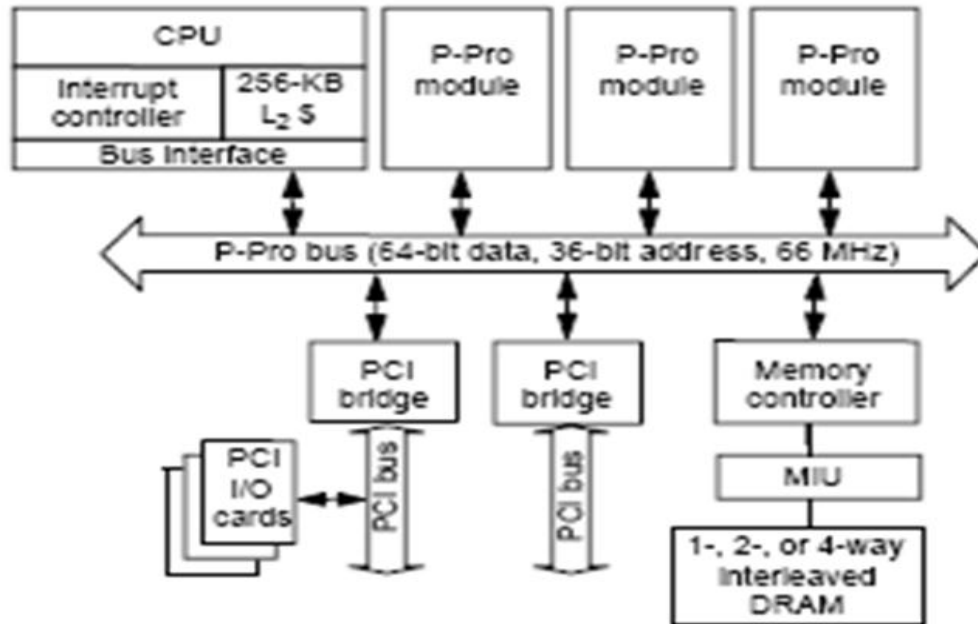 CPU
Interrupt
controller
256-KB
L₂ $
Bus Interface
P-Pro
module
P-Pro
module
P-Pro
module
P-Pro bus (64-bit data, 36-bit address, 66 MHz)
PCI
bridge
PCI
bridge
Memory
controller
PCI bus
PCI bus
PCI
I/O
cards
MIU
1-, 2-, or 4-way
Interleaved
DRAM